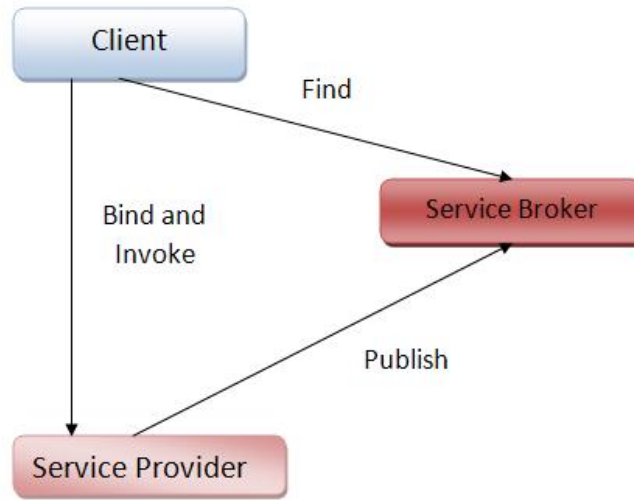 Client
Find
Service Broker
Bind and
Invoke
Publish
Service Provider